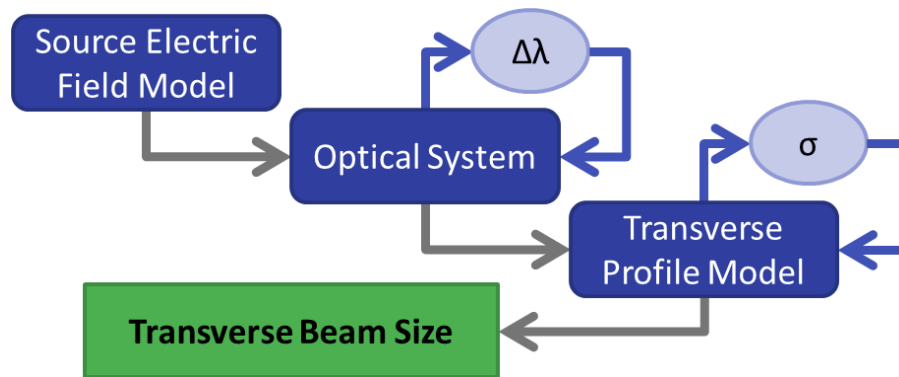 Source Electric
Field Model
Δλ
Optical System
σ
Transverse
Profile Model
Transverse Beam Size